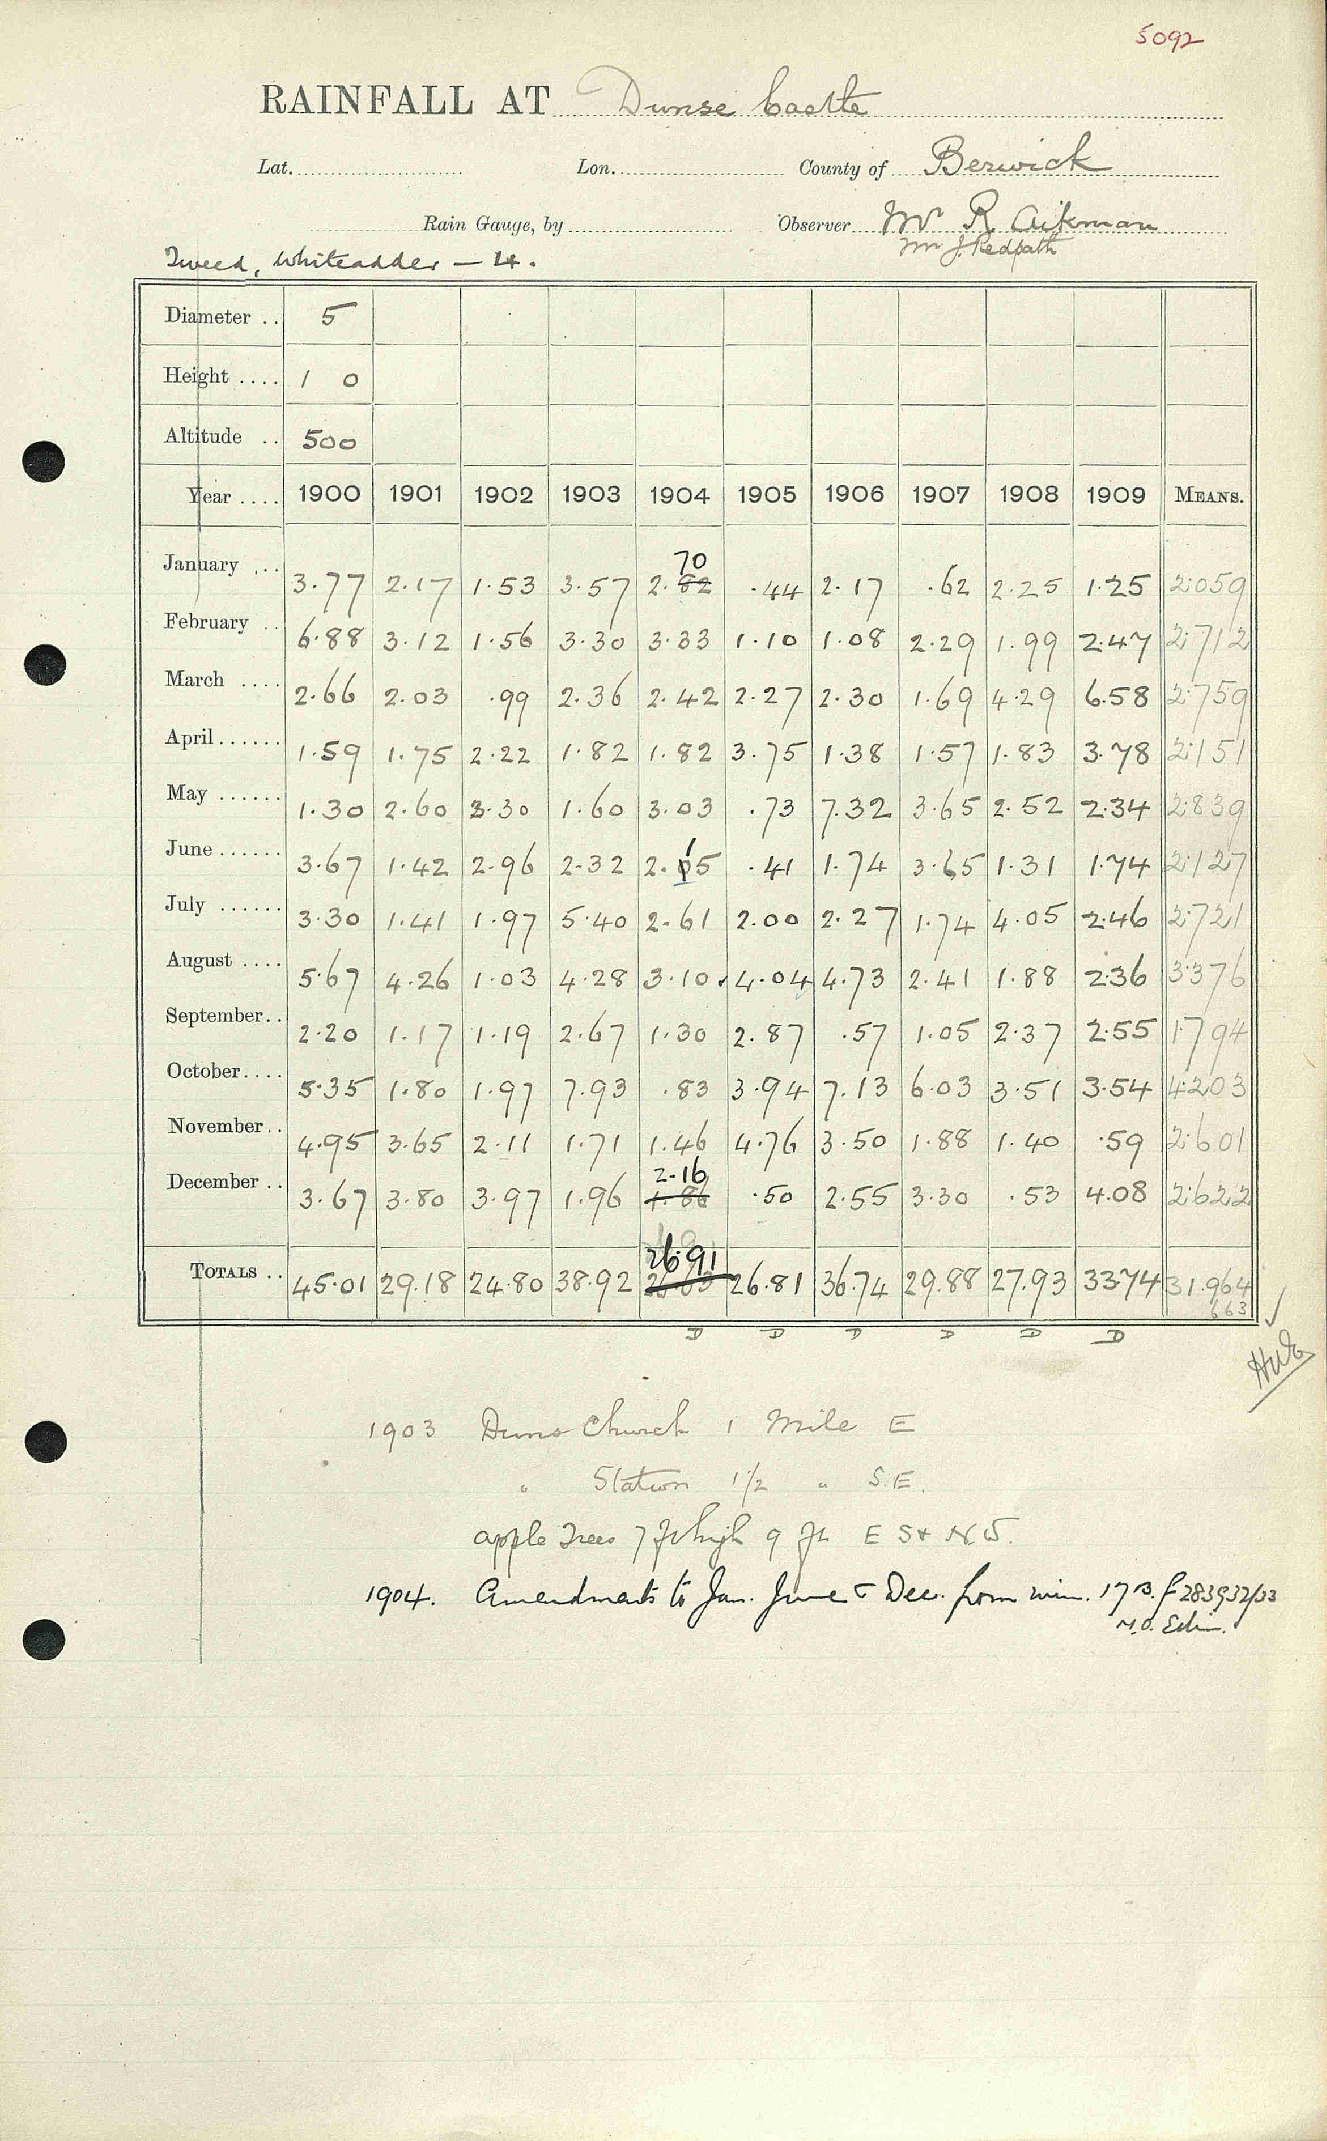 5092
RAINFALL AT Dunse Castle
Lat. Lon. County of Berwick
Rain Gauge, by Observer Mr R Aikman
Mr J. Redpath
Tweed, Whiteadder — 4.
Diameter .. 5
Height .... 1 0
Altitude .. 500
Year .... 1900 1901 1902 1903 1904 1905 1906 1907 1908 1909 MEANS.
70
January ... 3.77 2.17 1.53 3.57 2.82 .44 2.17 .62 2.25 1.25 2.059
February .. 6.88 3.12 1.56 3.30 3.33 1.10 1.08 2.29 1.99 2.47 2.712
March .... 2.66 2.03 .99 2.36 2.42 2.27 2.30 1.69 4.29 6.58 2.759
April...... 1.59 1.75 2.22 1.82 1.82 3.75 1.38 1.57 1.83 3.78 2.151
May ...... 1.30 2.60 3.30 1.60 3.03 .73 7.32 3.65 2.52 2.34 2.839
June ...... 3.67 1.42 2.96 2.32 2.15 .41 1.74 3.65 1.31 1.74 2.127
July ...... 3.30 1.41 1.97 5.40 2.61 2.00 2.27 1.74 4.05 2.46 2.721
August .... 5.67 4.26 1.03 4.28 3.10 4.04 4.73 2.41 1.88 2.36 3.376
September.. 2.20 1.17 1.19 2.67 1.30 2.87 .57 1.05 2.37 2.55 1.794
October.... 5.35 1.80 1.97 7.93 .83 3.94 7.13 6.03 3.51 3.54 4.203
November.. 4.95 3.65 2.11 1.71 1.46 4.76 3.50 1.88 1.40 .59 2.601
2.16
December .. 3.67 3.80 3.97 1.96 1.86 .50 2.55 3.30 .53 4.08 2.622
26.91
TOTALS .. 45.01 29.18 24.80 38.92 26.81 36.74 29.88 27.93 33.74 31.964
663
D D D D D D
1903 Duns Church 1 Mile E
" Station 1 1/2 " S.E.
apple Trees 7 ft high 9 ft E S & N.W.
1904. Amendments to Jan. June & Dec. from
M.O. Edin.